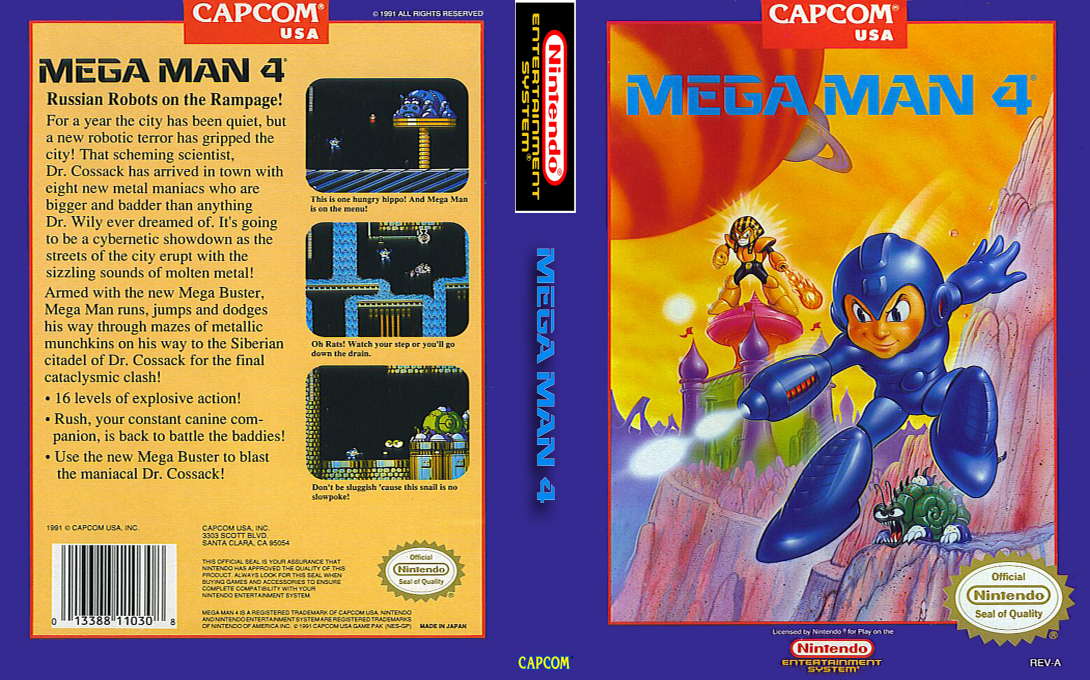 CAPCOM®
USA
© 1991 ALL RIGHTS RESERVED
MEGA MAN 4®
Russian Robots on the Rampage!
For a year the city has been quiet, but
a new robotic terror has gripped the
city! That scheming scientist,
Dr. Cossack has arrived in town with
eight new metal maniacs who are
bigger and badder than anything
Dr. Wily ever dreamed of. It's going
to be a cybernetic showdown as the
streets of the city erupt with the
sizzling sounds of molten metal!
Armed with the new Mega Buster,
Mega Man runs, jumps and dodges
his way through mazes of metallic
munchkins on his way to the Siberian
citadel of Dr. Cossack for the final
cataclysmic clash!
• 16 levels of explosive action!
• Rush, your constant canine com-
panion, is back to battle the baddies!
• Use the new Mega Buster to blast
the maniacal Dr. Cossack!
This is one hungry hippo! And Mega Man
is on the menu!
Oh Rats! Watch your step or you'll go
down the drain.
Don't be sluggish 'cause this snail is no
slowpoke!
1991 © CAPCOM USA, INC.
CAPCOM USA, INC.
3303 SCOTT BLVD.
SANTA CLARA, CA 95054
THIS OFFICIAL SEAL IS YOUR ASSURANCE THAT
NINTENDO HAS APPROVED THE QUALITY OF THIS
PRODUCT. ALWAYS LOOK FOR THIS SEAL WHEN
BUYING GAMES AND ACCESSORIES TO ENSURE
COMPLETE COMPATIBILITY WITH YOUR
NINTENDO ENTERTAINMENT SYSTEM.
MEGA MAN 4 IS A REGISTERED TRADEMARK OF CAPCOM USA. NINTENDO
AND NINTENDO ENTERTAINMENT SYSTEM ARE REGISTERED TRADEMARKS
OF NINTENDO OF AMERICA INC. © 1991 CAPCOM USA GAME PAK (NES-GP) MADE IN JAPAN
0 13388 11030 8
Official
Nintendo
Seal of Quality
®
Nintendo®
ENTERTAINMENT
SYSTEM®
MEGA MAN 4
CAPCOM
CAPCOM®
USA
MEGA MAN 4®
Official
Nintendo
Seal of Quality
®
Licensed by Nintendo® for Play on the
Nintendo
ENTERTAINMENT
SYSTEM®
REV-A